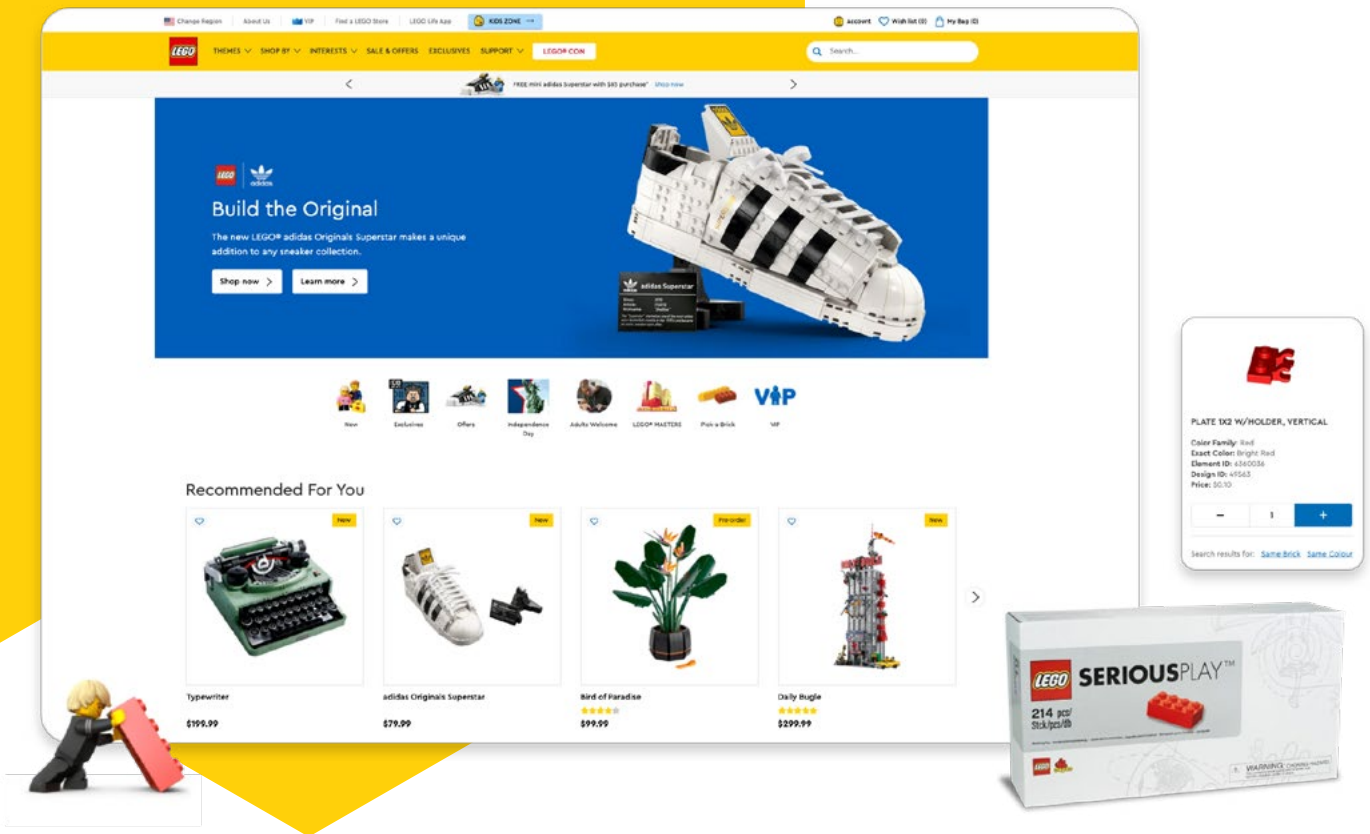 Change Region
About Us
VIP
Find a LEGO Store
LEGO Life App
KIDS ZONE →
account
Wish list (0)
My Bag (0)
LEGO
THEMES
SHOP BY
INTERESTS
SALE & OFFERS
EXCLUSIVES
SUPPORT
LEGO® CON
Search...
FREE mini adidas Superstar with $85 purchase* Shop now
LEGO
adidas
Build the Original
The new LEGO® adidas Originals Superstar makes a unique
addition to any sneaker collection.
Shop now
Learn more
adidas Superstar
New
Exclusives
Offers
Independence
Day
Adults Welcome
LEGO® MASTERS
Pick a Brick
VIP
VIP
Recommended For You
New
New
Pre-order
New
Typewriter
$199.99
adidas Originals Superstar
$79.99
Bird of Paradise
$99.99
Daily Bugle
$299.99
PLATE 1X2 W/HOLDER, VERTICAL
Color Family: Red
Exact Color: Bright Red
Element ID: 6360036
Design ID: 49563
Price: $0.10
− 1 +
Search results for: Same Brick Same Colour
LEGO SERIOUSPLAY™
214 pcs/
Stck/pcs/db
LEGO
WARNING: